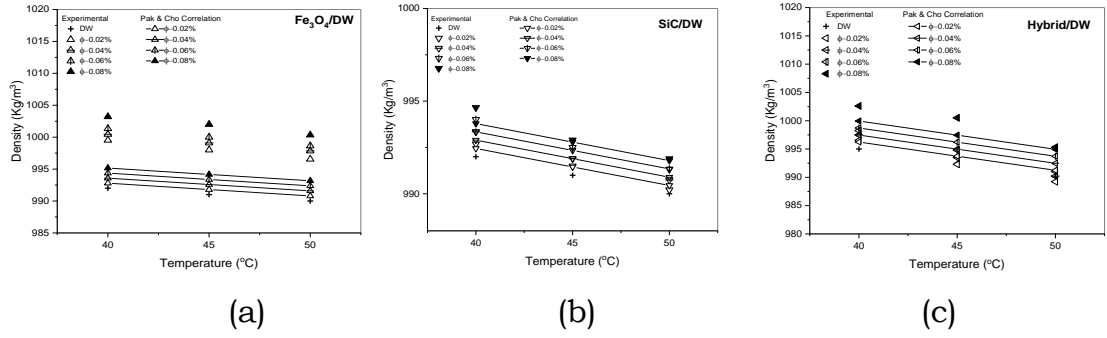 Experimental Pak & Cho Correlation
Fe₃O₄/DW
DW ϕ–0.02%
ϕ–0.02% ϕ–0.04%
ϕ–0.04% ϕ–0.06%
ϕ–0.06% ϕ–0.08%
ϕ–0.08%
1020
1015
1010
1005
1000
995
990
985
Density (Kg/m³)
40 45 50
Temperature (°C)
(a)
Experimental Pak & Cho Correlation
SiC/DW
DW ϕ–0.02%
ϕ–0.02% ϕ–0.04%
ϕ–0.04% ϕ–0.06%
ϕ–0.06% ϕ–0.08%
ϕ–0.08%
1000
995
990
Density (Kg/m³)
40 45 50
Temperature (°C)
(b)
Experimental Pak & Cho Correlation
Hybrid/DW
DW ϕ–0.02%
ϕ–0.02% ϕ–0.04%
ϕ–0.04% ϕ–0.06%
ϕ–0.06% ϕ–0.08%
ϕ–0.08%
1020
1015
1010
1005
1000
995
990
985
980
Density (Kg/m³)
40 45 50
Temperature (°C)
(c)